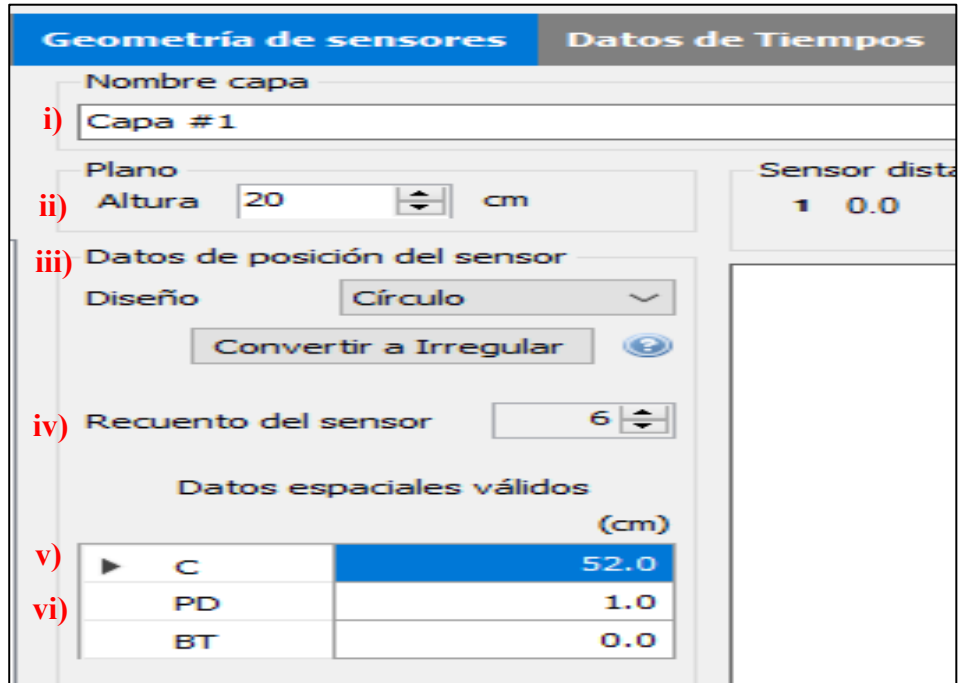 Geometría de sensores Datos de Tiempos
Nombre capa
i) Capa #1
Plano Sensor dista
ii) Altura 20 cm 1 0.0
iii) Datos de posición del sensor
Diseño Círculo
Convertir a Irregular ?
iv) Recuento del sensor 6
Datos espaciales válidos
(cm)
v) C 52.0
vi) PD 1.0
BT 0.0